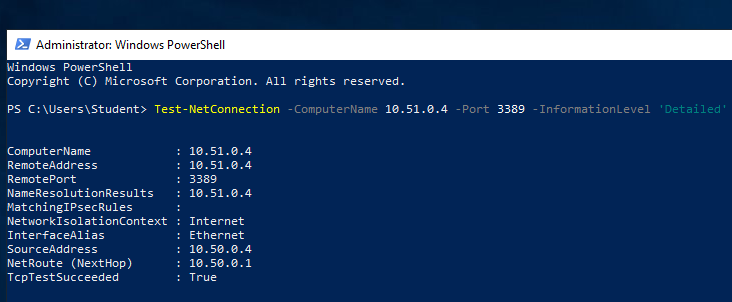 Administrator: Windows PowerShell
Windows PowerShell
Copyright (C) Microsoft Corporation. All rights reserved.
PS C:\Users\Student> Test-NetConnection -ComputerName 10.51.0.4 -Port 3389 -InformationLevel 'Detailed'
ComputerName : 10.51.0.4
RemoteAddress : 10.51.0.4
RemotePort : 3389
NameResolutionResults : 10.51.0.4
MatchingIPsecRules :
NetworkIsolationContext : Internet
InterfaceAlias : Ethernet
SourceAddress : 10.50.0.4
NetRoute (NextHop) : 10.50.0.1
TcpTestSucceeded : True